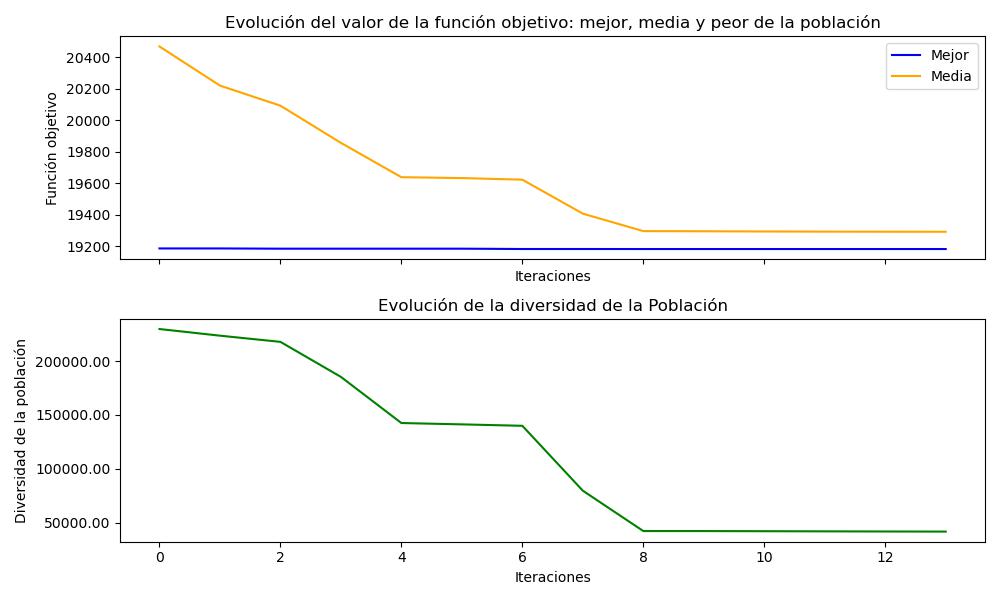 Evolución del valor de la función objetivo: mejor, media y peor de la población
Mejor
Media
20400
20200
20000
19800
19600
19400
19200
Función objetivo
Iteraciones
Evolución de la diversidad de la Población
200000.00
150000.00
100000.00
50000.00
Diversidad de la población
0 2 4 6 8 10 12
Iteraciones